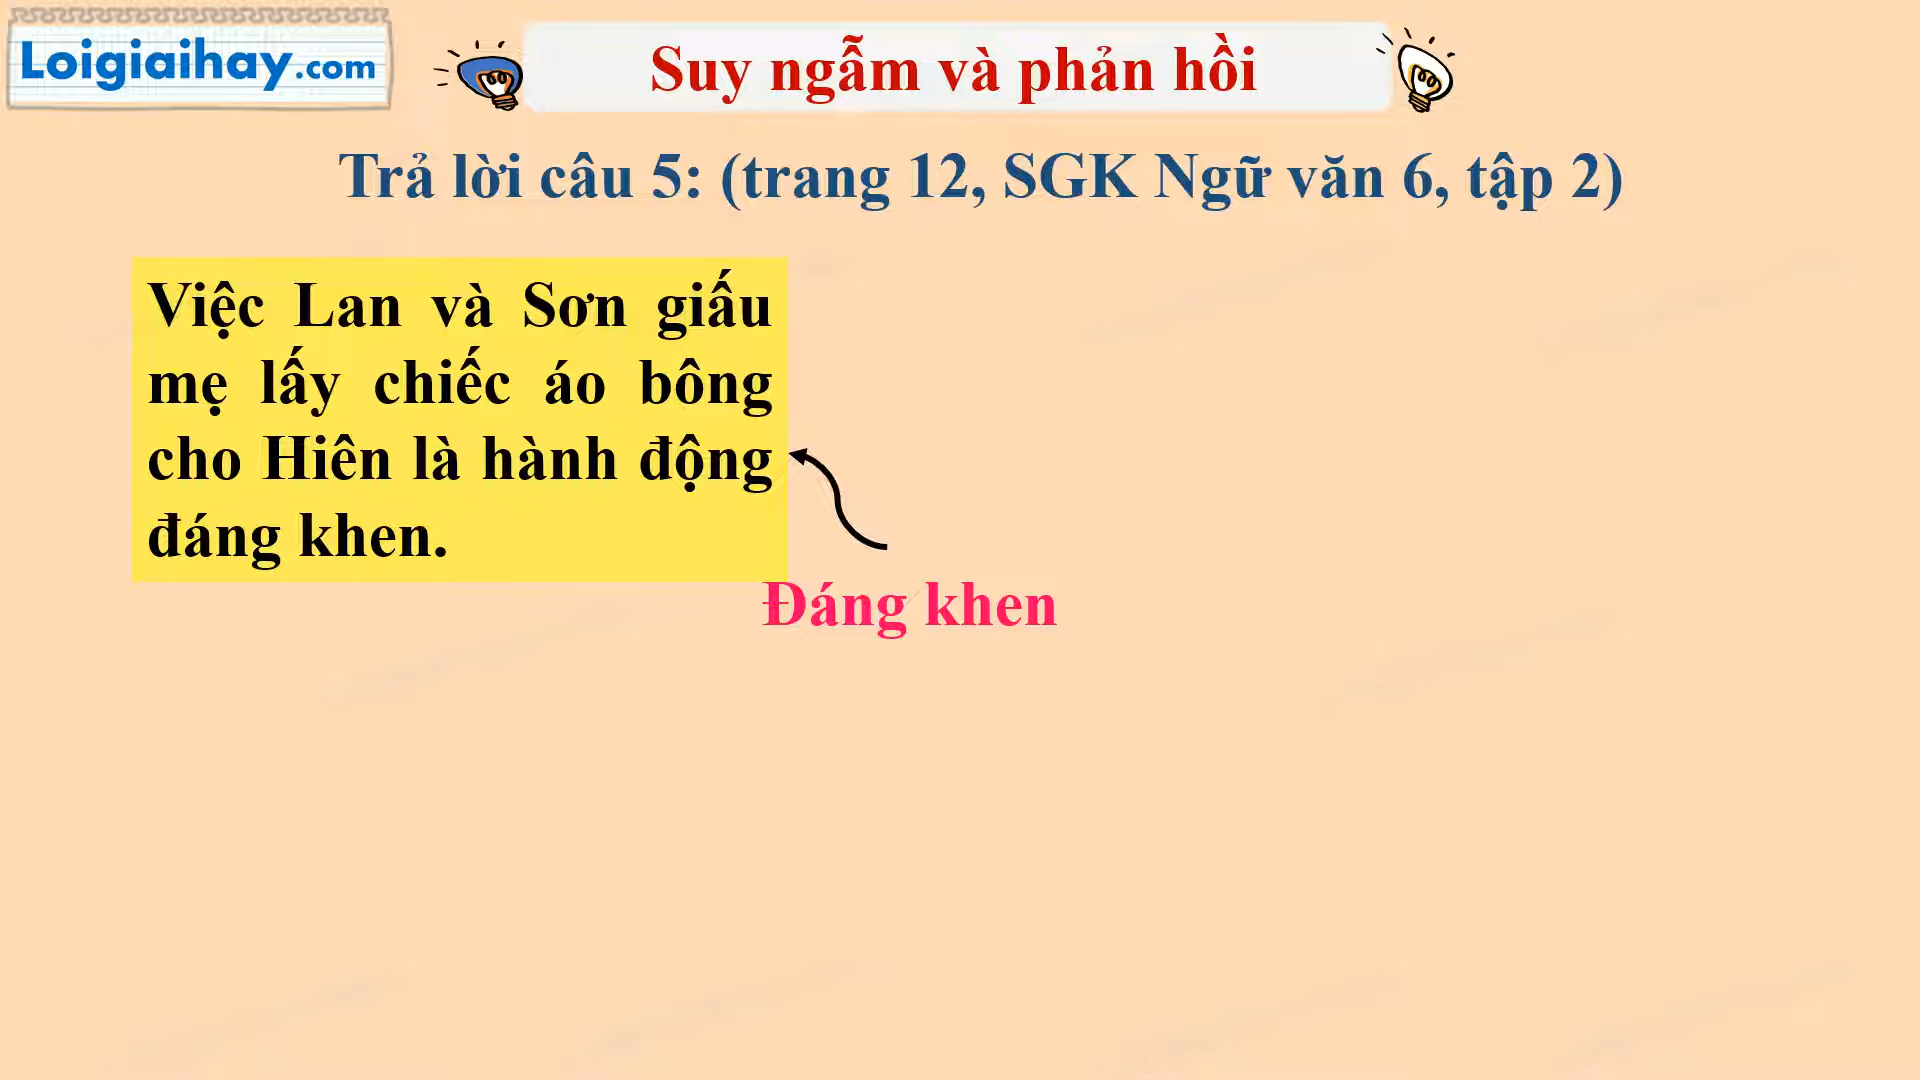 Loigiaihay.com
Suy ngẫm và phản hồi
Trả lời câu 5: (trang 12, SGK Ngữ văn 6, tập 2)
Việc Lan và Sơn giấu
mẹ lấy chiếc áo bông
cho Hiên là hành động
đáng khen.
Đáng khen